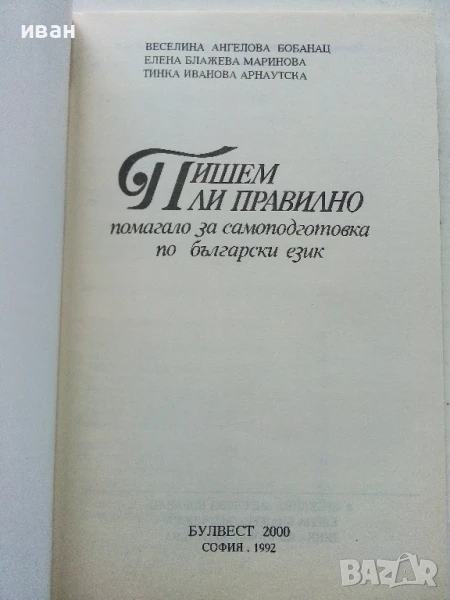 иван
ВЕСЕЛИНА АНГЕЛОВА БОБАНАЦ
ЕЛЕНА БЛАЖЕВА МАРИНОВА
ТИНКА ИВАНОВА АРНАУТСКА
ПИШЕМ
ЛИ ПРАВИЛНО
помагало за самоподготовка
по български език
БУЛВЕСТ 2000
СОФИЯ . 1992
BAZAR